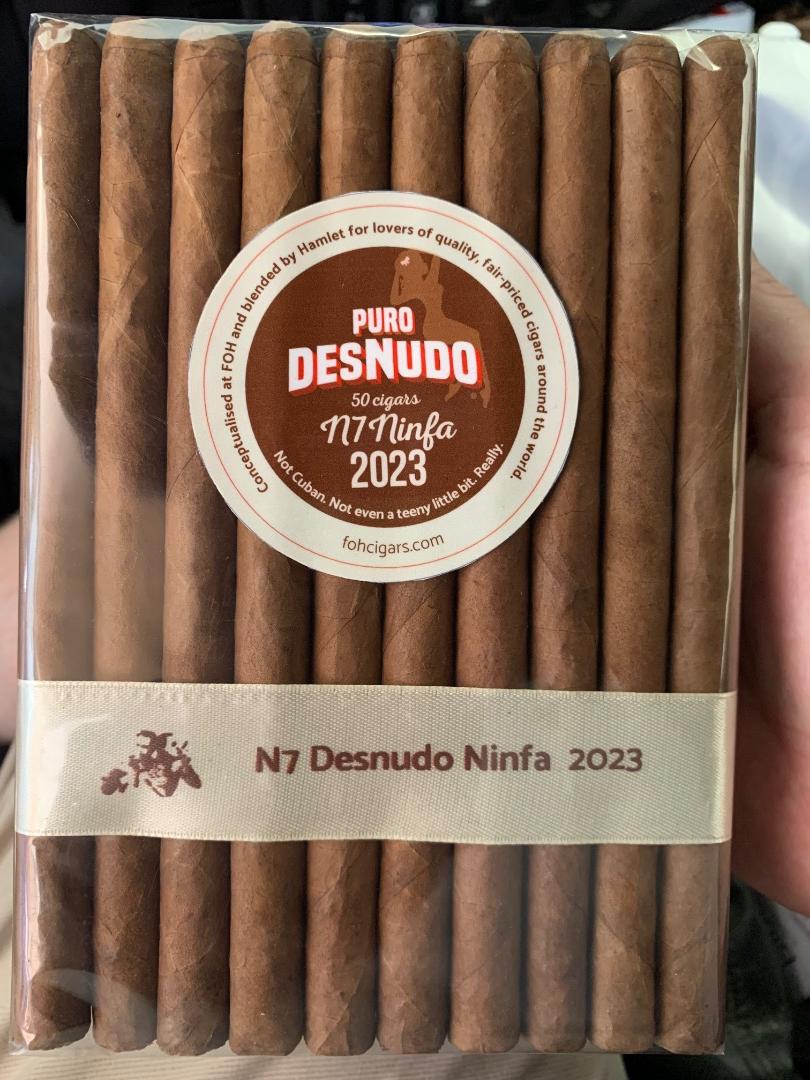 Conceptualised at FOH and blended by Hamlet for lovers of quality, fair-priced cigars around the world.
PURO
DESNUDO
50 cigars
N7 Ninfa
2023
Not Cuban. Not even a teeny little bit. Really.
fohcigars.com
N7 Desnudo Ninfa 2023